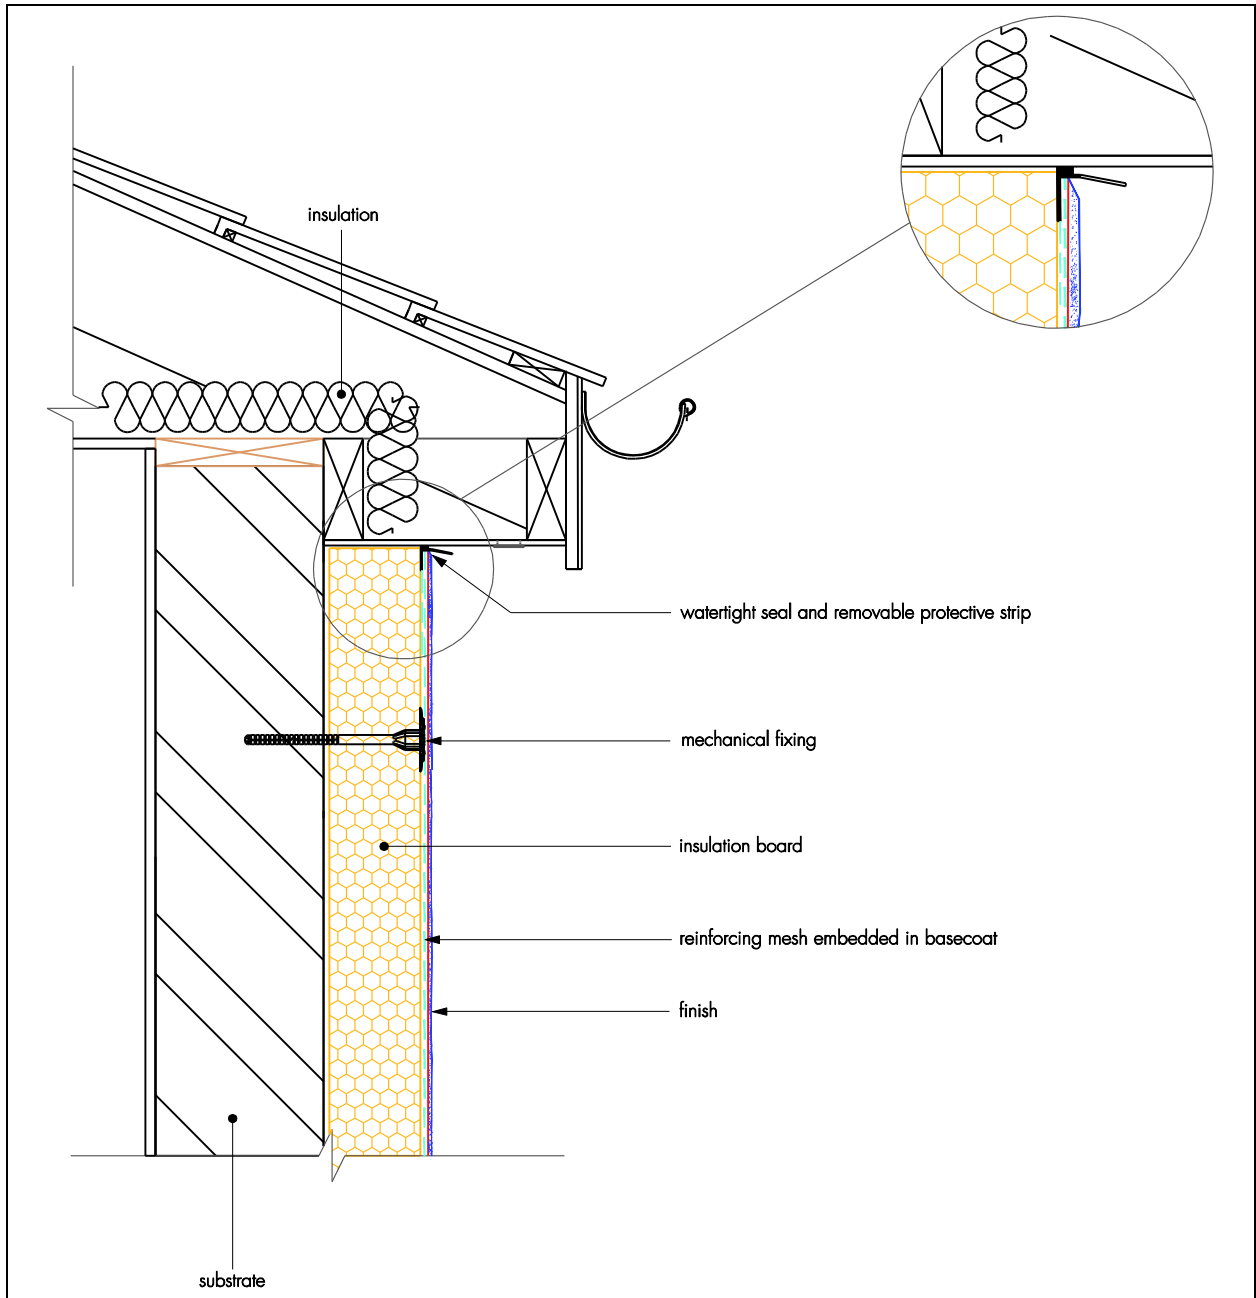 insulation
watertight seal and removable protective strip
mechanical fixing
insulation board
reinforcing mesh embedded in basecoat
finish
substrate